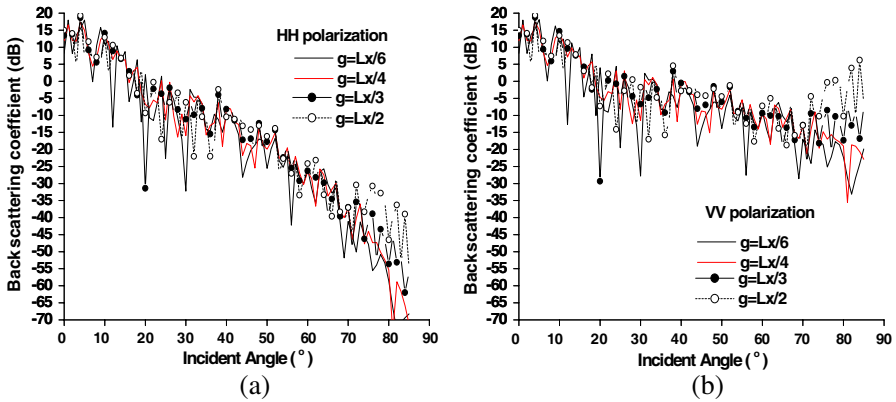 Backscattering coefficient (dB)
20
15
10
5
0
-5
-10
-15
-20
-25
-30
-35
-40
-45
-50
-55
-60
-65
-70
HH polarization
g=Lx/6
g=Lx/4
g=Lx/3
g=Lx/2
0 10 20 30 40 50 60 70 80 90
Incident Angle (°)
(a)
Backscattering coefficient (dB)
20
15
10
5
0
-5
-10
-15
-20
-25
-30
-35
-40
-45
-50
-55
-60
-65
-70
VV polarization
g=Lx/6
g=Lx/4
g=Lx/3
g=Lx/2
0 10 20 30 40 50 60 70 80 90
Incident Angle (°)
(b)